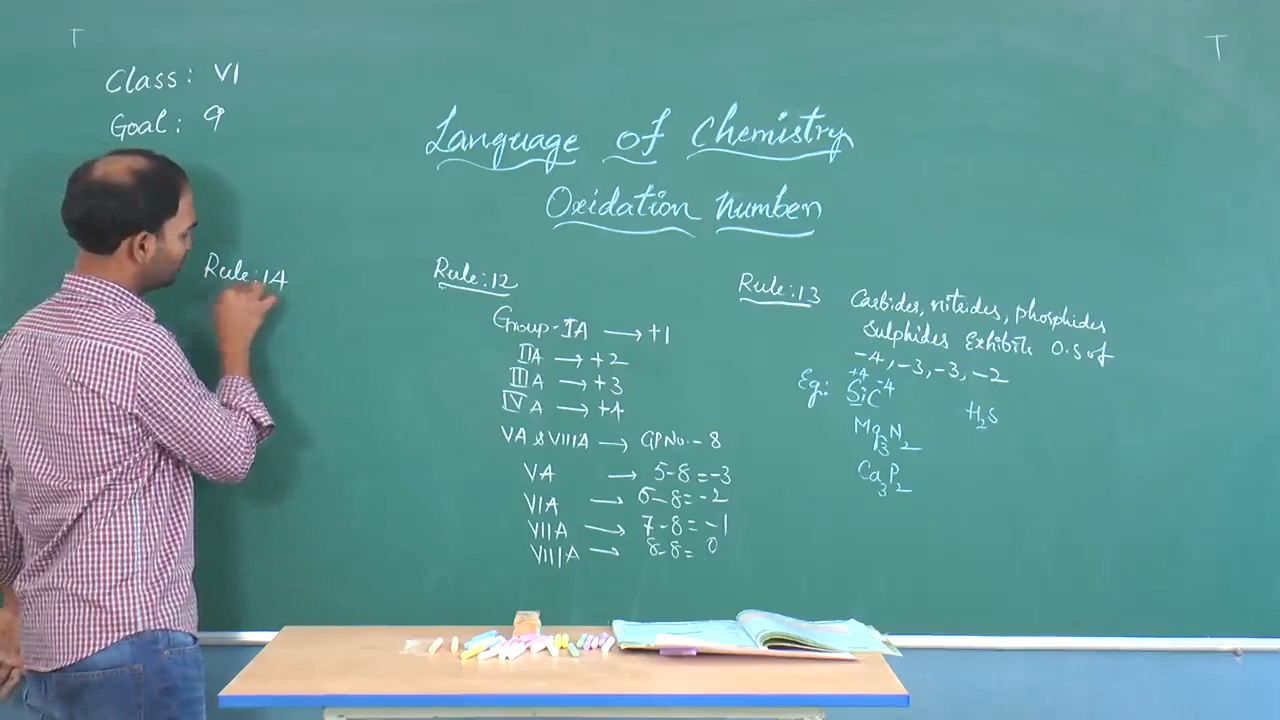 T
T
Class: VI
Goal: 9
Language of Chemistry
Oxidation Number
Rule:14
Rule:12
Group-IA → +1
IIA → +2
IIIA → +3
IVA → +4
VA & VIIIA → GPNo. - 8
VA → 5-8 = -3
VIA → 6-8 = -2
VIIA → 7-8 = -1
VIIIA → 8-8 = 0
Rule:13
Carbides, nitrides, phosphides
Sulphides Exhibits O.S of
-4, -3, -3, -2
Eg: +4 -4
SiC
H2S
Mg3N2
Ca3P2